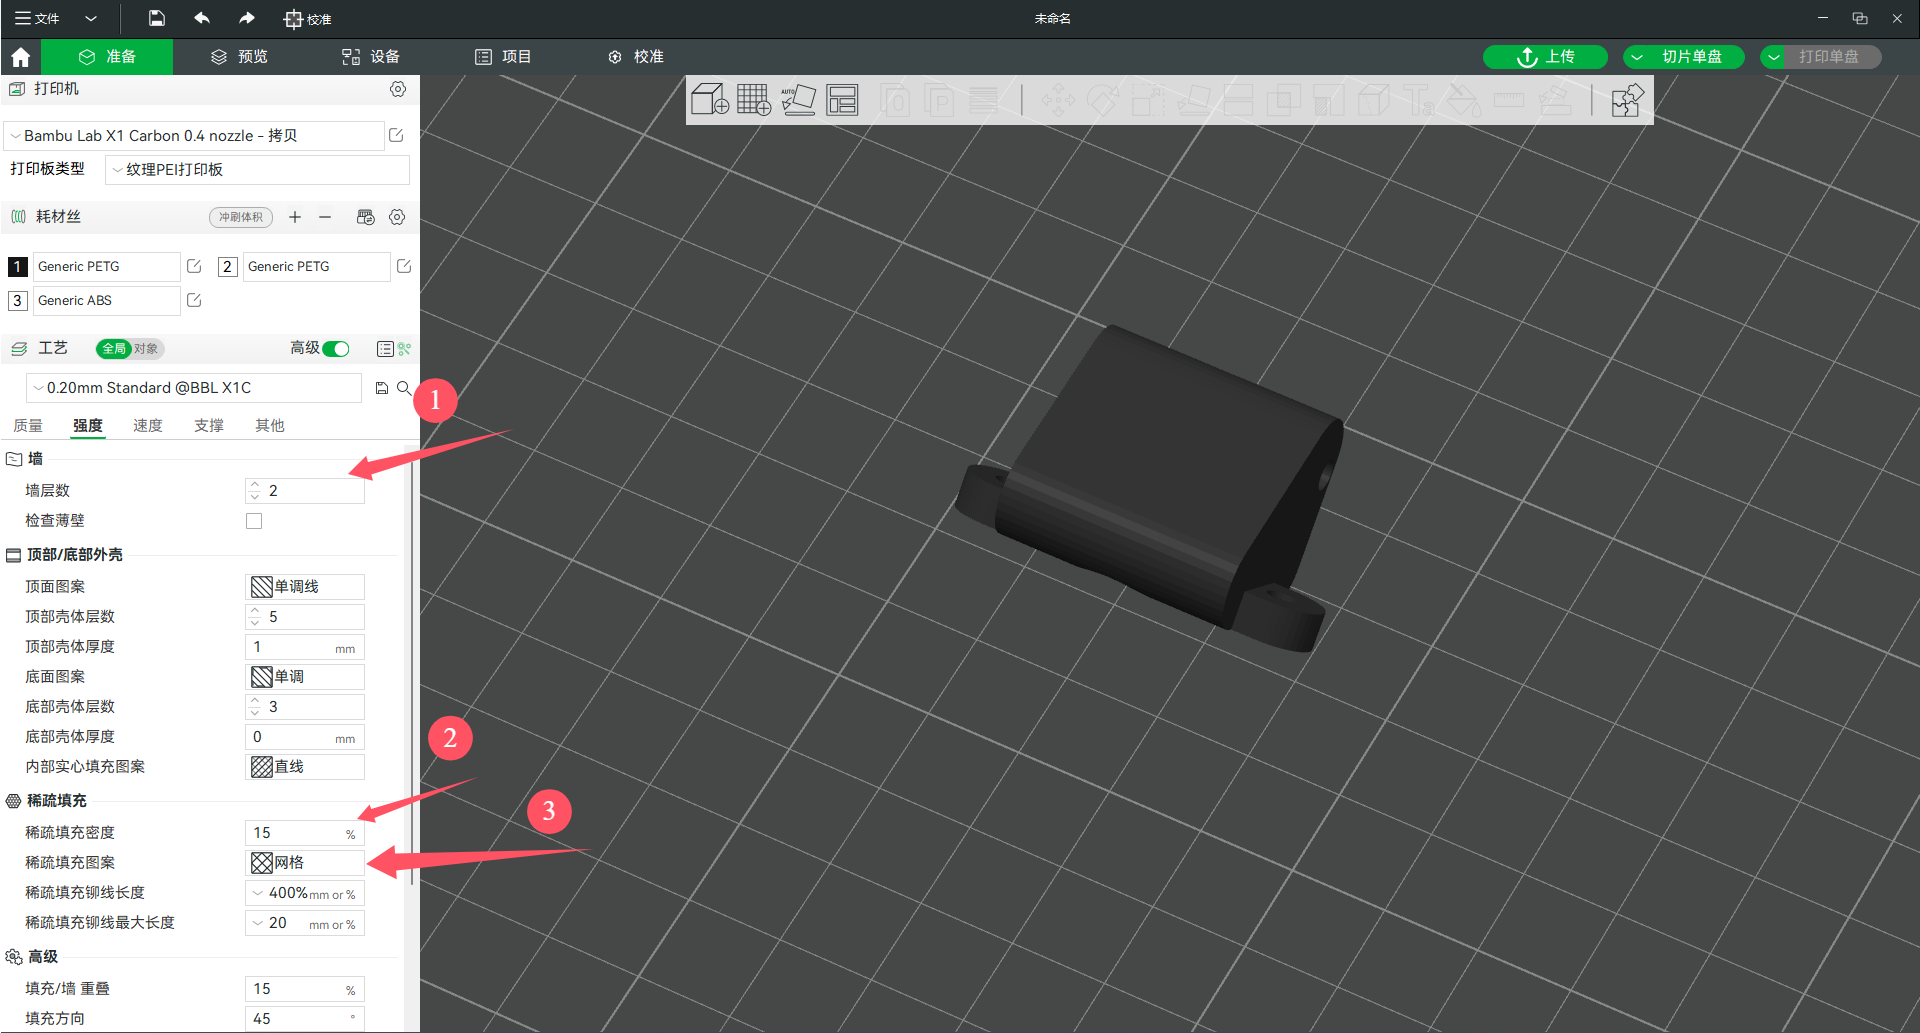 文件
校准
未命名
准备
预览
设备
项目
校准
上传
切片单盘
打印单盘
打印机
Bambu Lab X1 Carbon 0.4 nozzle - 拷贝
打印板类型 纹理PEI打印板
耗材丝 冲刷体积
1 Generic PETG 2 Generic PETG
3 Generic ABS
工艺 全局 对象 高级
0.20mm Standard @BBL X1C
1
质量 强度 速度 支撑 其他
墙
墙层数 2
检查薄壁
顶部/底部外壳
顶面图案 单调线
顶部壳体层数 5
顶部壳体厚度 1 mm
底面图案 单调
底部壳体层数 3
底部壳体厚度 0 mm
2
内部实心填充图案 直线
稀疏填充
3
稀疏填充密度 15 %
稀疏填充图案 网格
稀疏填充铆线长度 400% mm or %
稀疏填充铆线最大长度 20 mm or %
高级
填充/墙 重叠 15 %
填充方向 45 °
AUTO